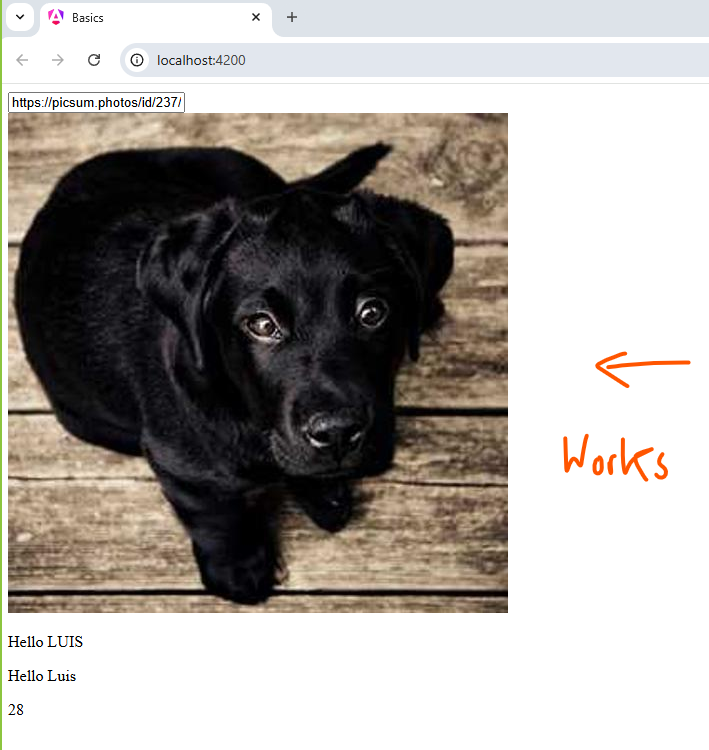 Basics
localhost:4200
https://picsum.photos/id/237/
Works
Hello LUIS
Hello Luis
28